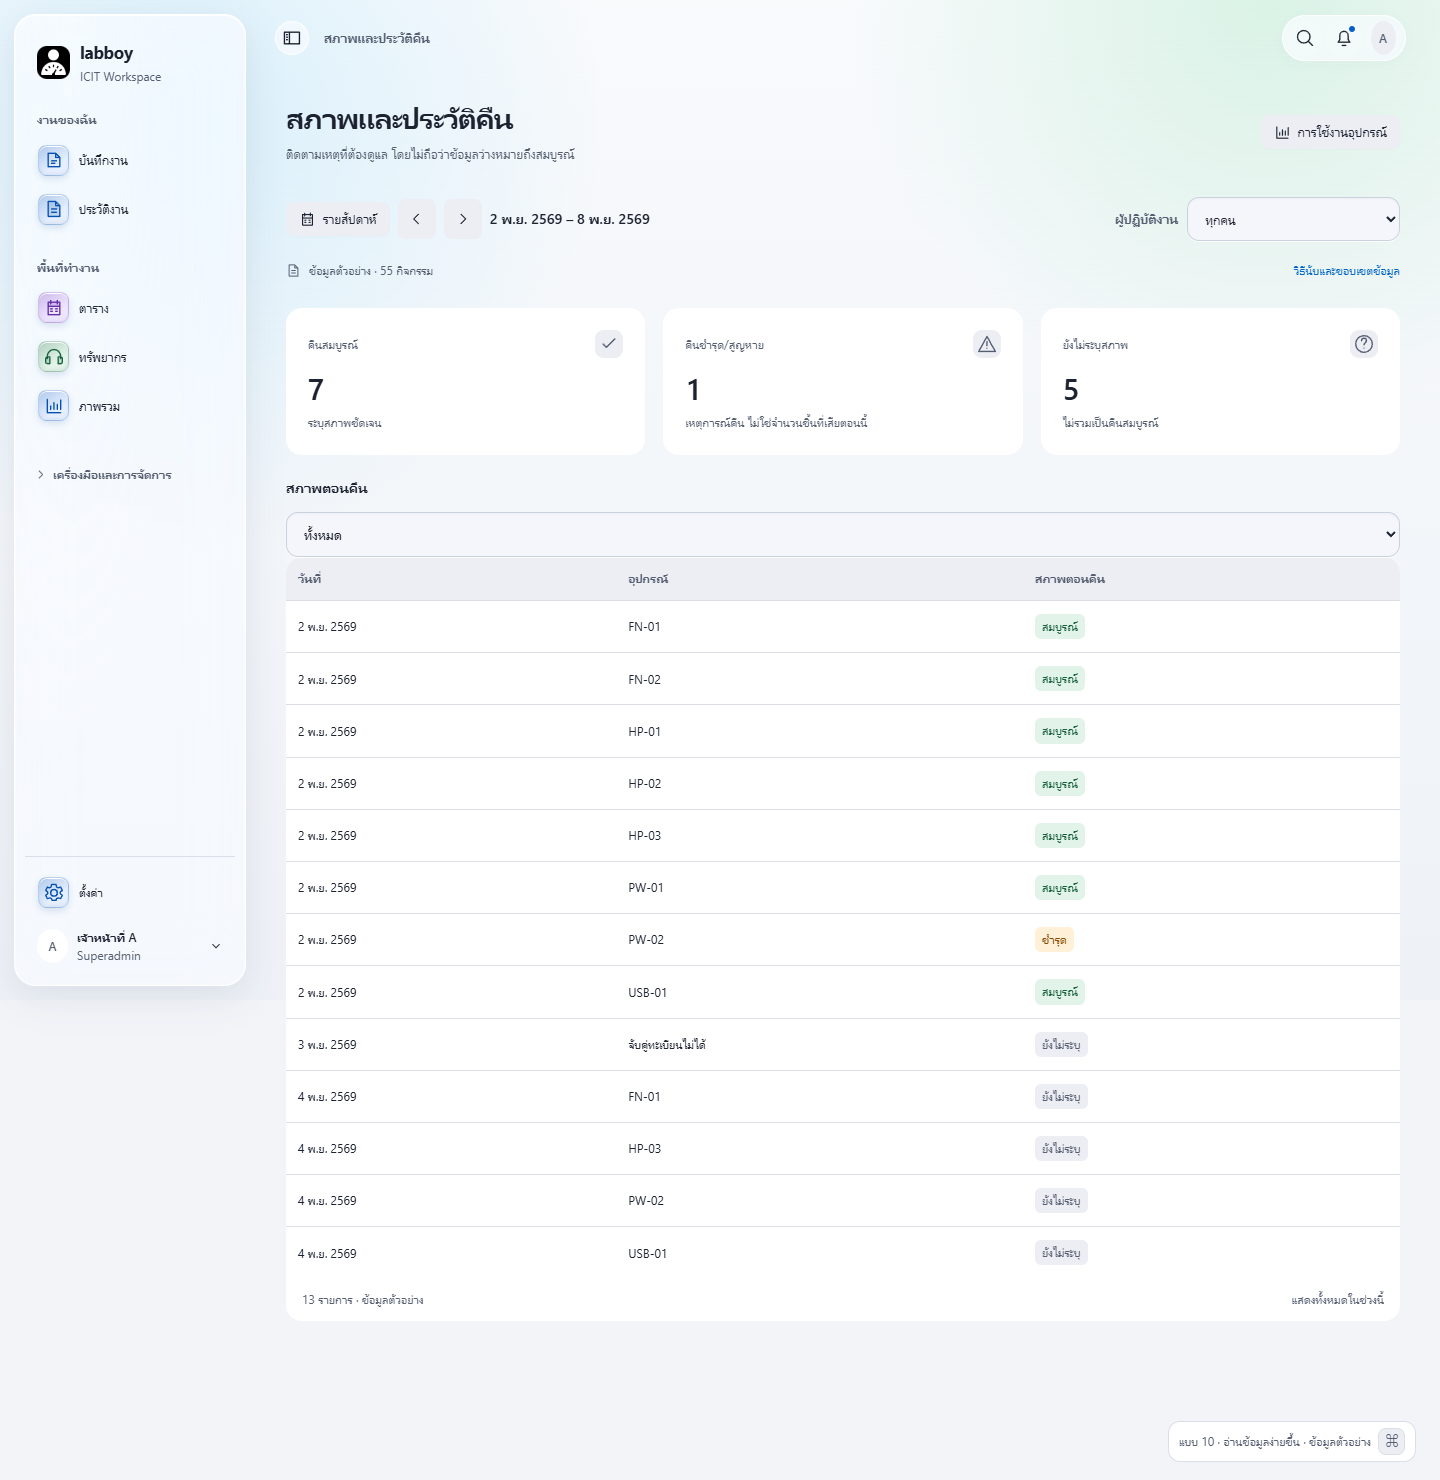 labboy
ICIT Workspace
งานของฉัน
บันทึกงาน
ประวัติงาน
พื้นที่ทำงาน
ตาราง
ทรัพยากร
ภาพรวม
เครื่องมือและการจัดการ
ตั้งค่า
A
เจ้าหน้าที่ A
Superadmin
สภาพและประวัติคืน
A
สภาพและประวัติคืน
ติดตามเหตุที่ต้องดูแล โดยไม่ถือว่าข้อมูลว่างหมายถึงสมบูรณ์
การใช้งานอุปกรณ์
รายสัปดาห์
2 พ.ย. 2569 – 8 พ.ย. 2569
ผู้ปฏิบัติงาน
ทุกคน
ข้อมูลตัวอย่าง · 55 กิจกรรม
วิธีนับและขอบเขตข้อมูล
คืนสมบูรณ์
7
ระบุสภาพชัดเจน
คืนชำรุด/สูญหาย
1
เหตุการณ์คืน ไม่ใช่จำนวนชิ้นที่เสียตอนนี้
ยังไม่ระบุสภาพ
5
ไม่รวมเป็นคืนสมบูรณ์
สภาพตอนคืน
ทั้งหมด
วันที่ อุปกรณ์ สภาพตอนคืน
2 พ.ย. 2569 FN-01 สมบูรณ์
2 พ.ย. 2569 FN-02 สมบูรณ์
2 พ.ย. 2569 HP-01 สมบูรณ์
2 พ.ย. 2569 HP-02 สมบูรณ์
2 พ.ย. 2569 HP-03 สมบูรณ์
2 พ.ย. 2569 PW-01 สมบูรณ์
2 พ.ย. 2569 PW-02 ชำรุด
2 พ.ย. 2569 USB-01 สมบูรณ์
3 พ.ย. 2569 จับคู่ทะเบียนไม่ได้ ยังไม่ระบุ
4 พ.ย. 2569 FN-01 ยังไม่ระบุ
4 พ.ย. 2569 HP-03 ยังไม่ระบุ
4 พ.ย. 2569 PW-02 ยังไม่ระบุ
4 พ.ย. 2569 USB-01 ยังไม่ระบุ
13 รายการ · ข้อมูลตัวอย่าง
แสดงทั้งหมดในช่วงนี้
แบบ 10 · อ่านข้อมูลง่ายขึ้น · ข้อมูลตัวอย่าง ⌘